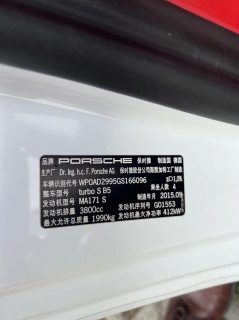 品牌 PORSCHE 保时捷 制造国 德国
生产厂 Dr. Ing. h.c. F. Porsche AG 保时捷股份公司斯图加特工厂制造
车辆识别代号 WP0AD2995GS166096
整车型号 turbo S B5 乘坐人数 4
发动机型号 MA171 S 制造年月 2015.09
发动机排量 3800cc 发动机序号 G01553
最大允许总质量 1990kg 发动机最大净功率 412kW